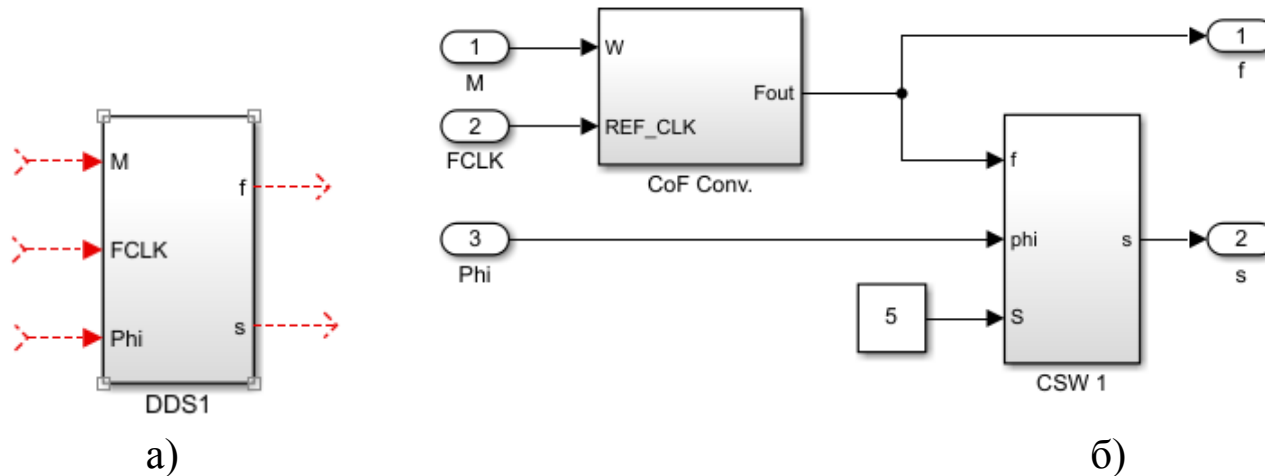 M
FCLK
Phi
f
s
DDS1
а)
1
M
2
FCLK
3
Phi
W
REF_CLK
Fout
CoF Conv.
5
f
phi
S
s
CSW 1
1
f
2
s
б)